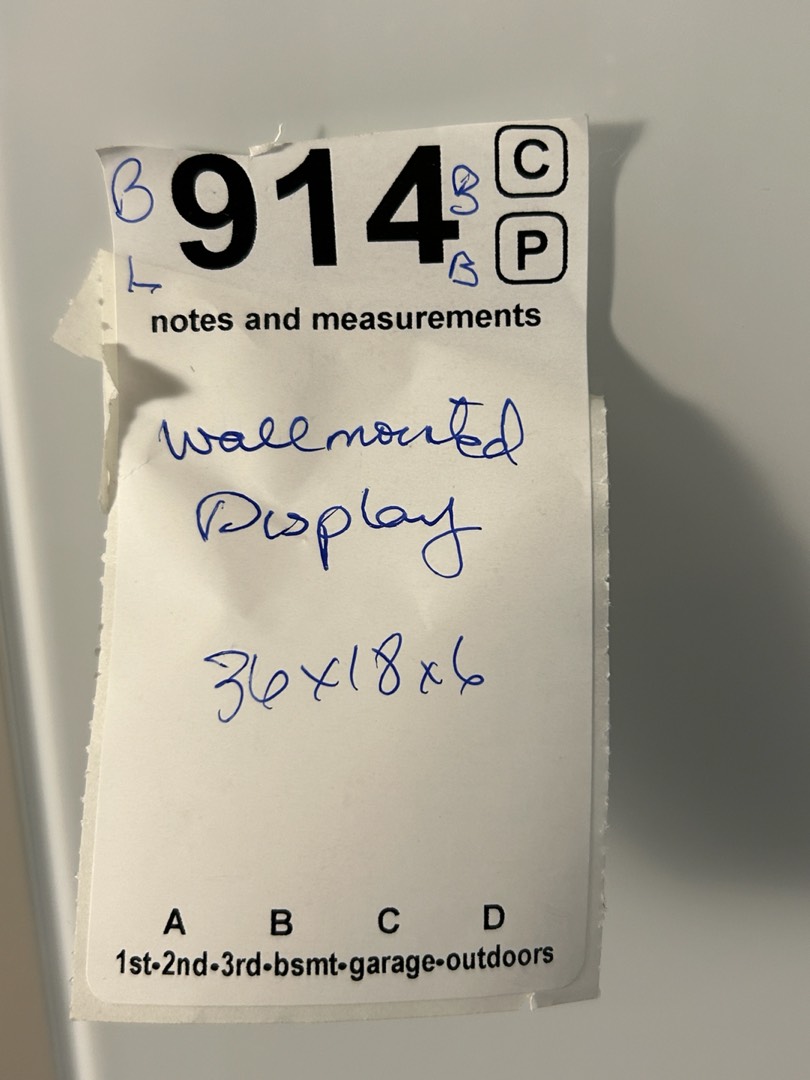 B 914 B C
L B P
notes and measurements
wallmounted
Display
36x18x6
A B C D
1st-2nd-3rd-bsmt-garage-outdoors